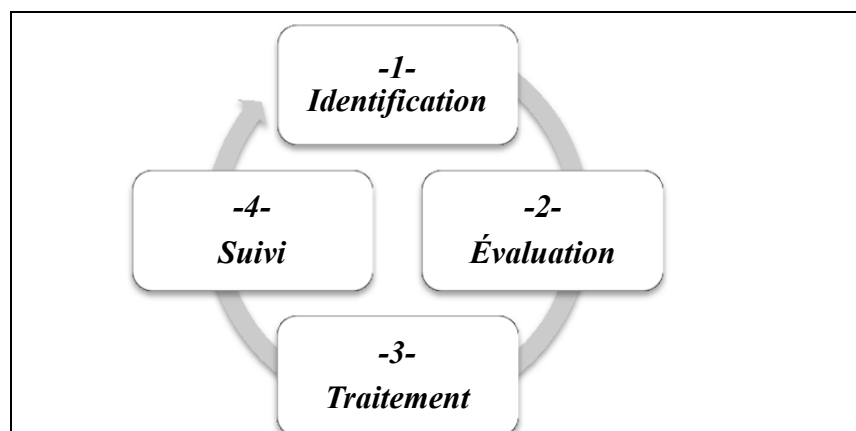 -1-
Identification
-2-
Évaluation
-3-
Traitement
-4-
Suivi